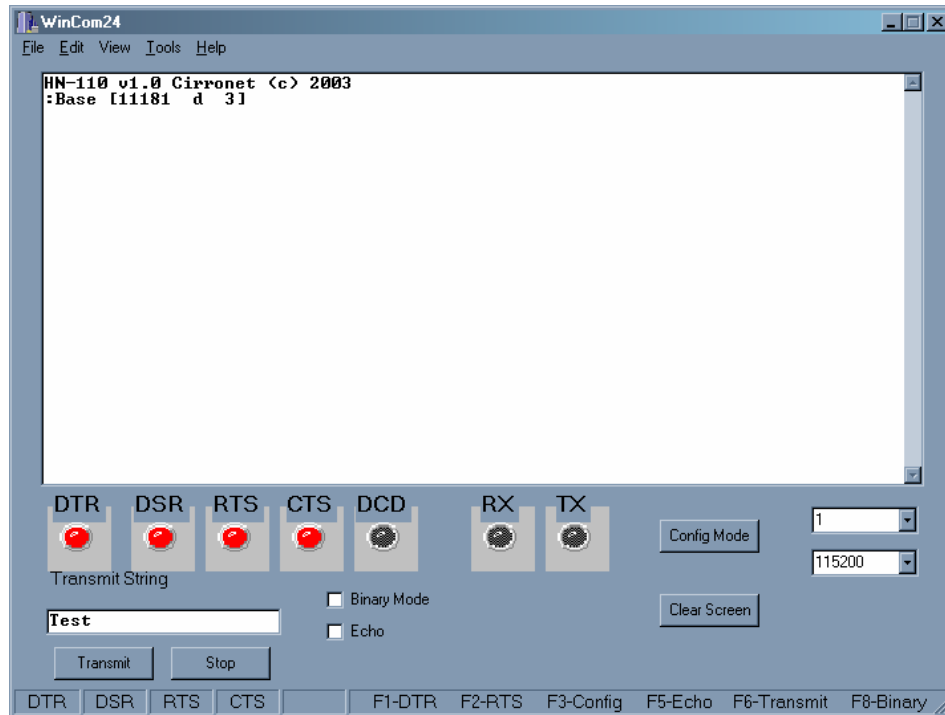 WinCom24
File Edit View Tools Help
HN-110 v1.0 Cirronet (c) 2003
:Base [11181 d 3]
DTR DSR RTS CTS DCD RX TX
Config Mode
1
115200
Transmit String
Test
Binary Mode
Echo
Clear Screen
Transmit Stop
DTR DSR RTS CTS F1-DTR F2-RTS F3-Config F5-Echo F6-Transmit F8-Binary